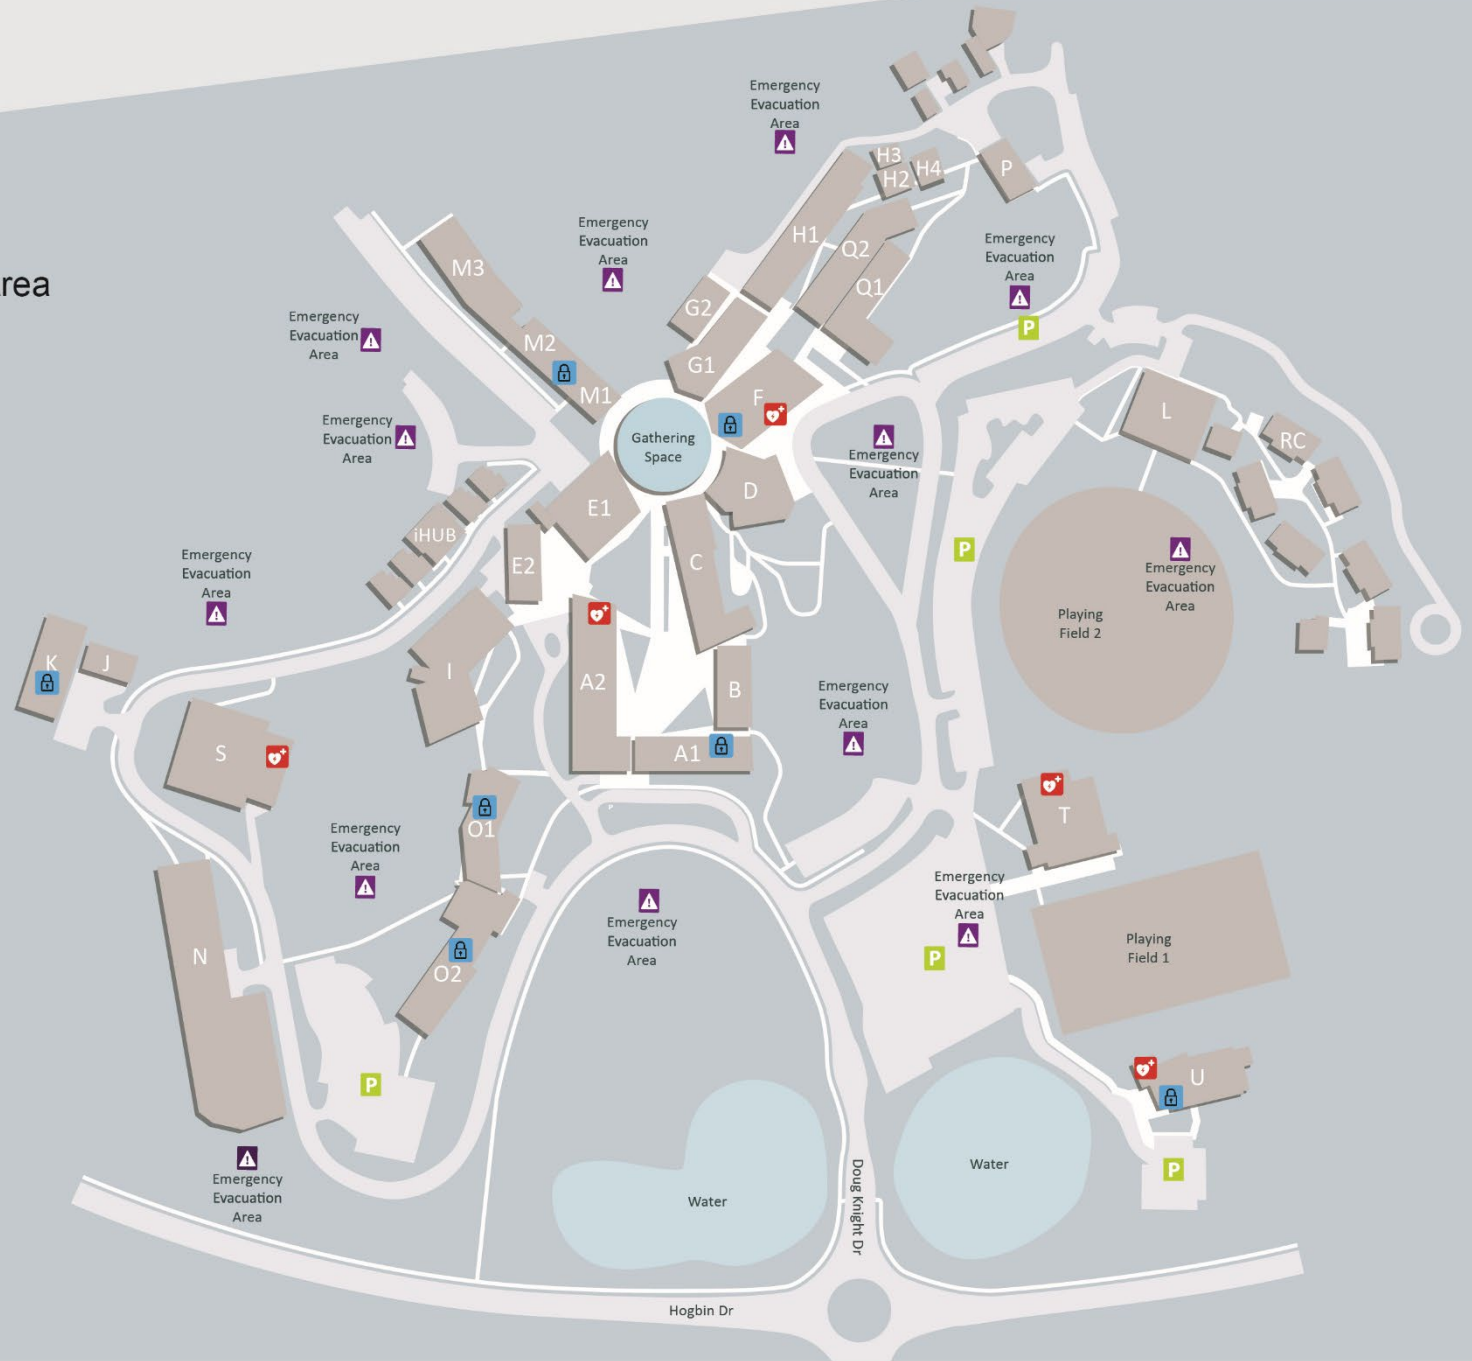 Emergency
Evacuation
Area
H3
H2
H4
P
Emergency
Evacuation
Area
H1
Q2
Q1
Emergency
Evacuation
Area
P
rea
M3
G2
Emergency
Evacuation
Area
M2
G1
M1
F
L
RC
Emergency
Evacuation
Area
Gathering
Space
Emergency
Evacuation
Area
D
E1
iHUB
E2
C
P
Emergency
Evacuation
Area
Emergency
Evacuation
Area
Playing
Field 2
K
J
I
A2
B
Emergency
Evacuation
Area
S
A1
P
T
O1
Emergency
Evacuation
Area
Emergency
Evacuation
Area
Emergency
Evacuation
Area
N
O2
P
Playing
Field 1
P
U
Emergency
Evacuation
Area
Water
Water
P
Doug Knight Dr
Hogbin Dr